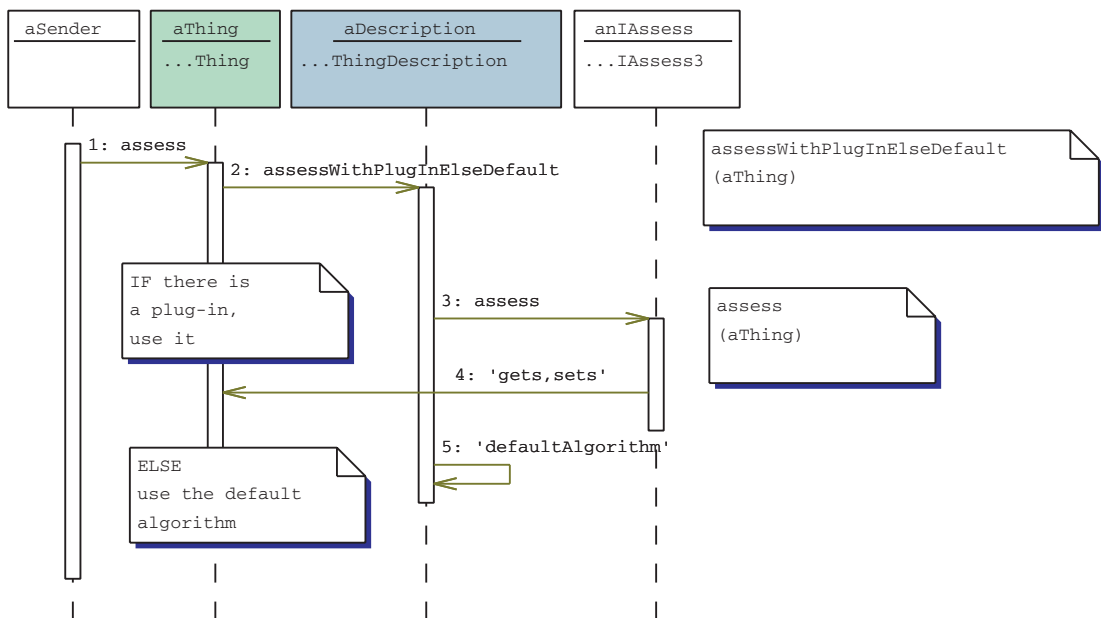 aSender
aThing
...Thing
aDescription
...ThingDescription
anIAssess
...IAssess3
1: assess
2: assessWithPlugInElseDefault
assessWithPlugInElseDefault
(aThing)
IF there is
a plug-in,
use it
3: assess
assess
(aThing)
4: 'gets,sets'
5: 'defaultAlgorithm'
ELSE
use the default
algorithm